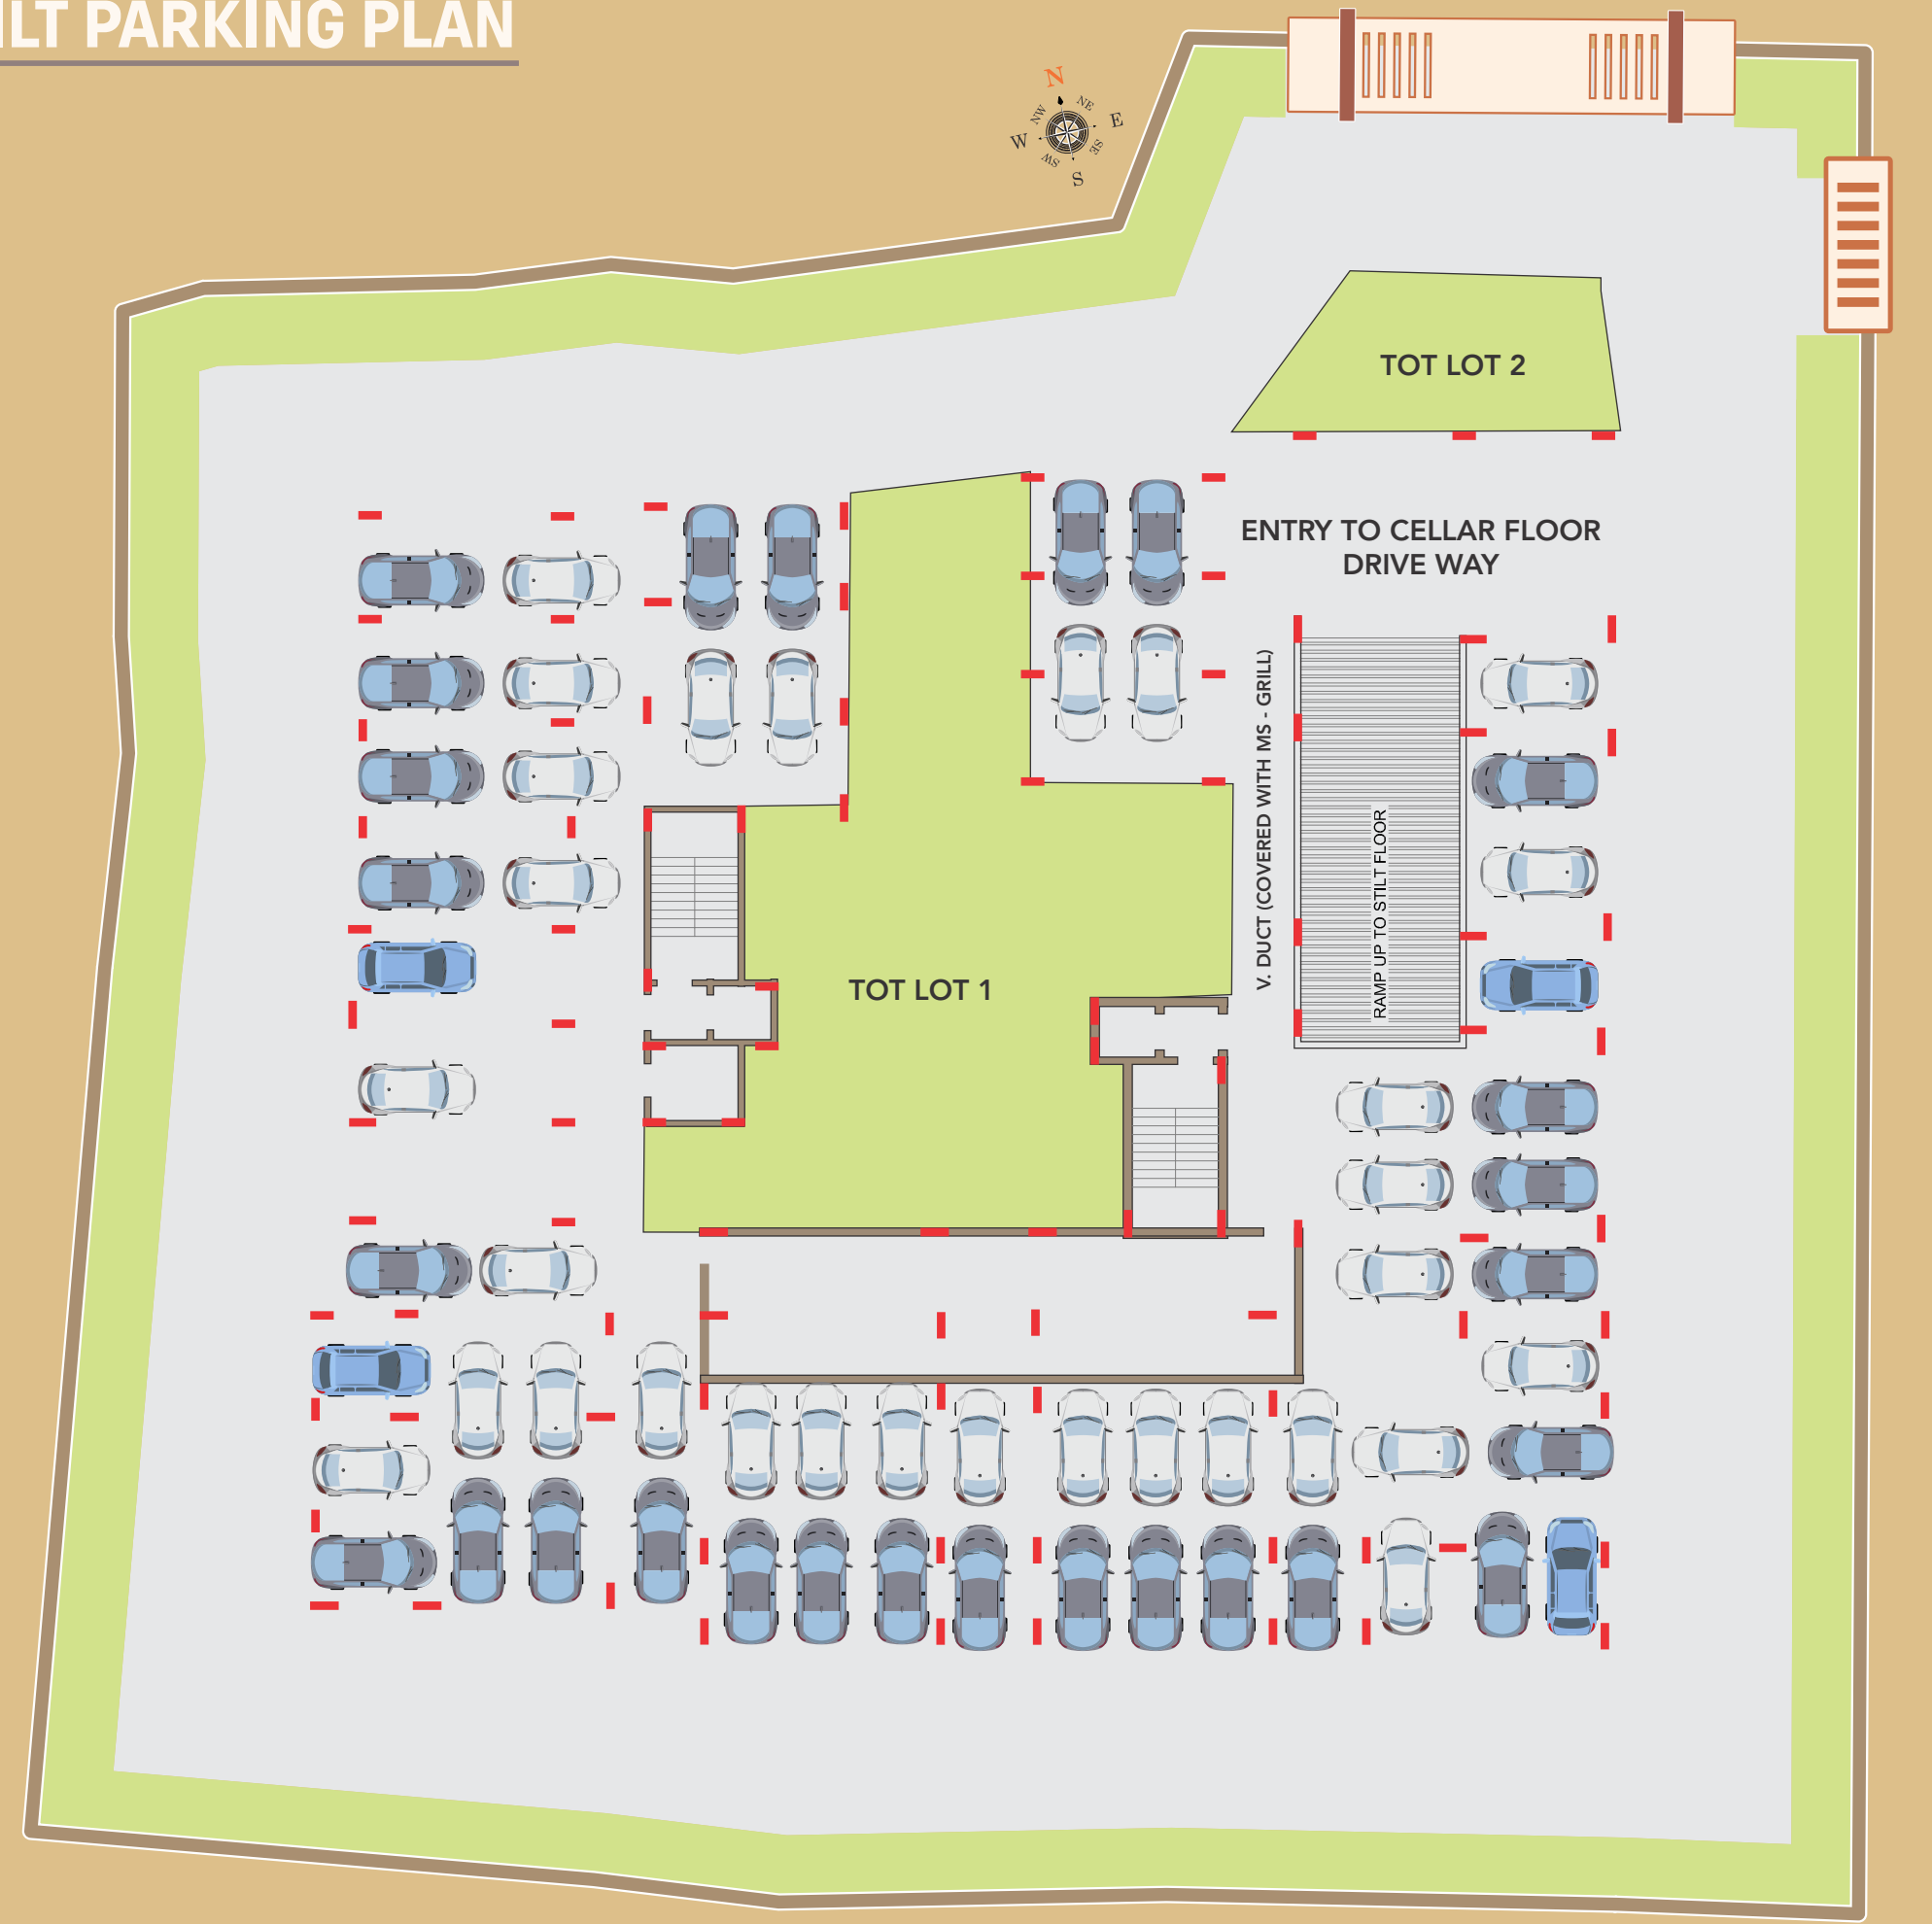 ILT PARKING PLAN
N
NW
NE
W
E
SW
SE
S
TOT LOT 2
ENTRY TO CELLAR FLOOR
DRIVE WAY
V. DUCT (COVERED WITH MS - GRILL)
RAMP UP TO STILT FLOOR
TOT LOT 1